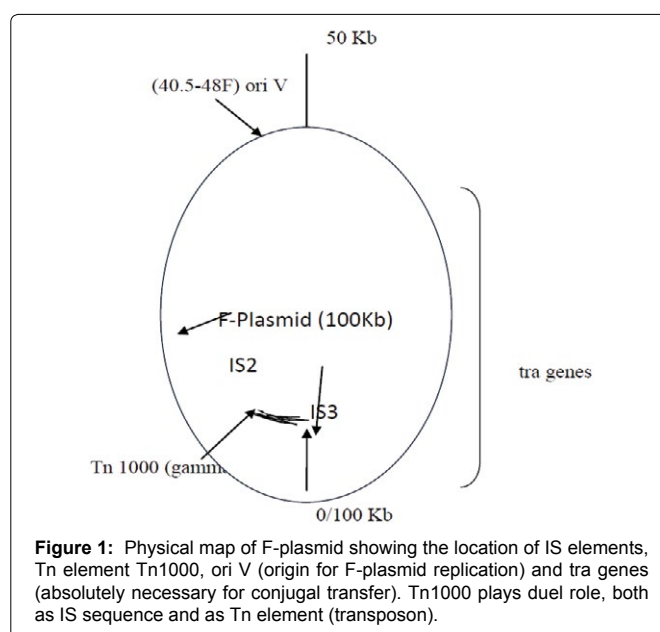 50 Kb
(40.5-48F) ori V
F-Plasmid (100Kb)
IS2
tra genes
IS3
Tn 1000 (gamm
0/100 Kb
Figure 1: Physical map of F-plasmid showing the location of IS elements,
Tn element Tn1000, ori V (origin for F-plasmid replication) and tra genes
(absolutely necessary for conjugal transfer). Tn1000 plays duel role, both
as IS sequence and as Tn element (transposon).